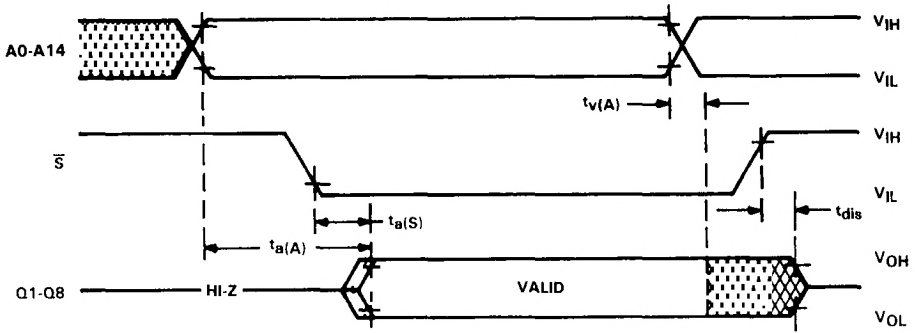 A0-A14
VIH
VIL
tv(A)
S̅
VIH
VIL
ta(S)
tdis
ta(A)
Q1-Q8
HI-Z
VALID
VOH
VOL